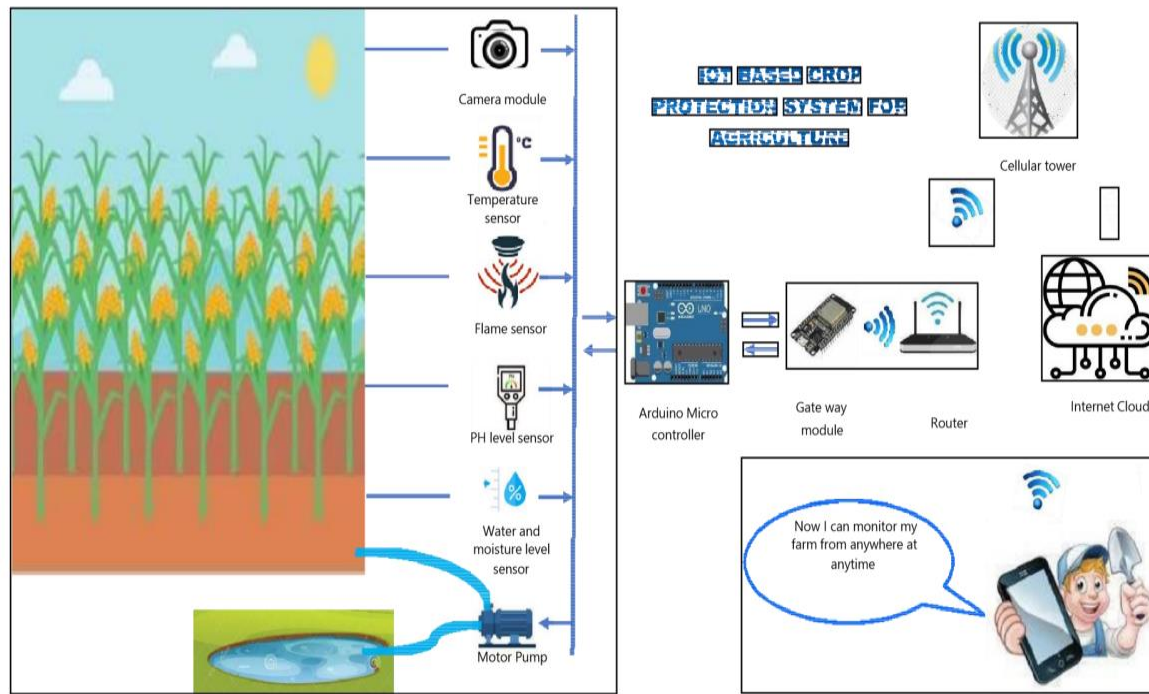 Camera module
°C
Temperature
sensor
Flame sensor
PH level sensor
%
Water and
moisture level
sensor
Motor Pump
IOT BASED CROP
PROTECTION SYSTEM FOR
AGRICULTURE
Cellular tower
UNO
Arduino Micro
controller
Gate way
module
Router
Internet Cloud
Now I can monitor my
farm from anywhere at
anytime